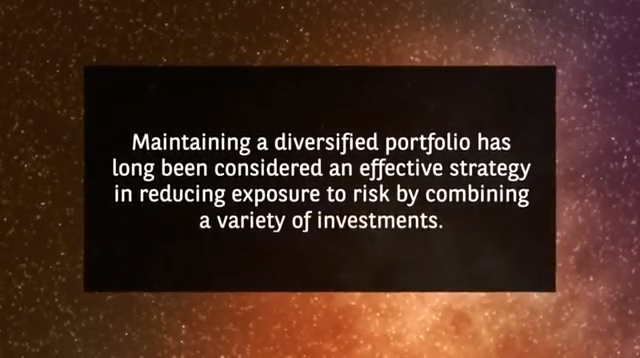 Maintaining a diversified portfolio has
long been considered an effective strategy
in reducing exposure to risk by combining
a variety of investments.